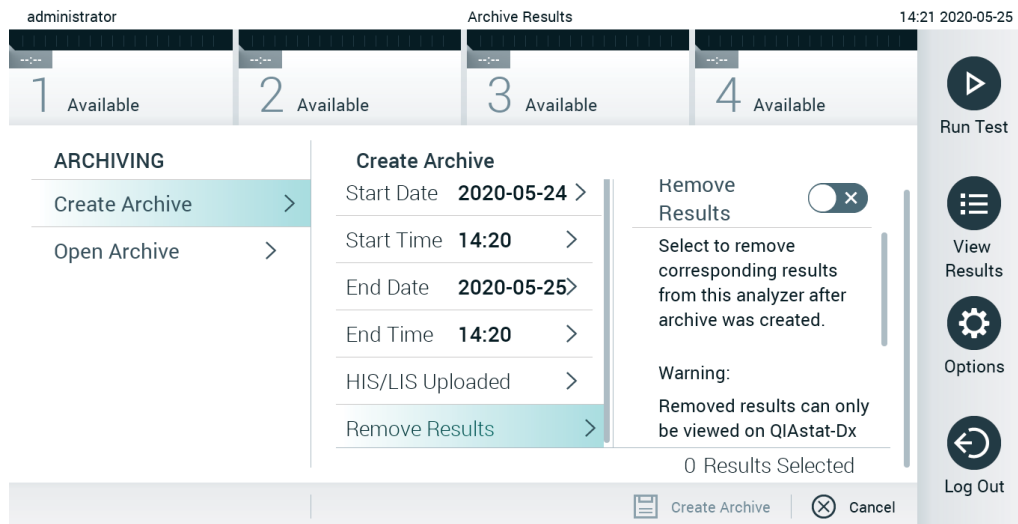 administrator
Archive Results
14:21 2020-05-25
--:--
1 Available
--:--
2 Available
--:--
3 Available
--:--
4 Available
Run Test
View
Results
Options
Log Out
ARCHIVING
Create Archive
Open Archive
Create Archive
Start Date 2020-05-24
Start Time 14:20
End Date 2020-05-25
End Time 14:20
HIS/LIS Uploaded
Remove Results
Remove
Results
Select to remove
corresponding results
from this analyzer after
archive was created.
Warning:
Removed results can only
be viewed on QIAstat-Dx
0 Results Selected
Create Archive
Cancel